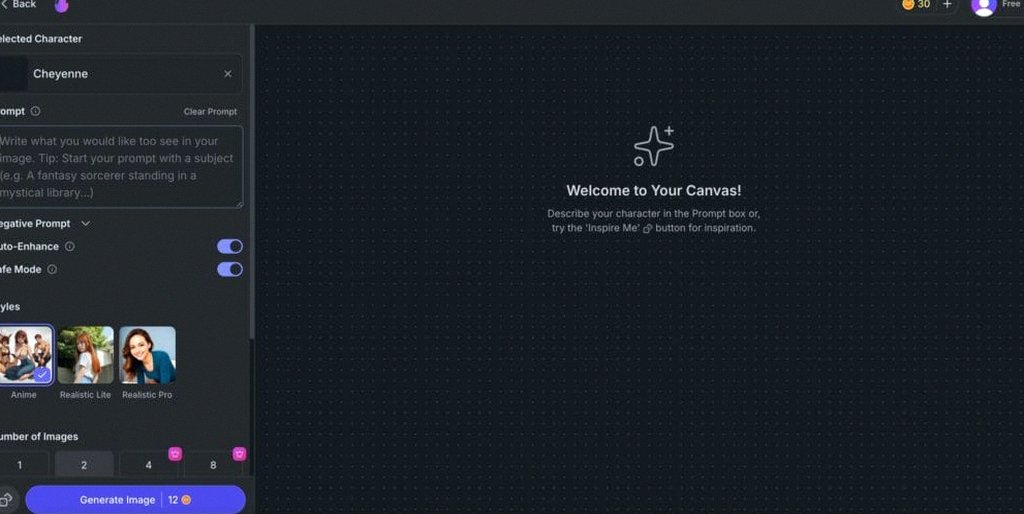 Back
30
+
Free
elected Character
Cheyenne
×
ompt
Clear Prompt
Write what you would like too see in your
image. Tip: Start your prompt with a subject
(e.g. A fantasy sorcerer standing in a
mystical library...)
egative Prompt
uto-Enhance
afe Mode
yles
Anime
Realistic Lite
Realistic Pro
umber of Images
1
2
4
8
Generate Image
12
Welcome to Your Canvas!
Describe your character in the Prompt box or,
try the 'Inspire Me' button for inspiration.